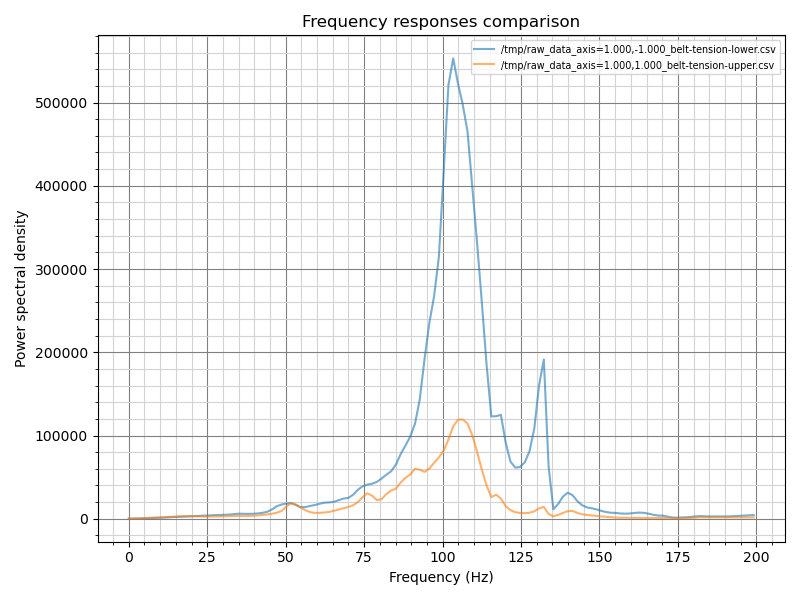 Frequency responses comparison
/tmp/raw_data_axis=1.000,-1.000_belt-tension-lower.csv
/tmp/raw_data_axis=1.000,1.000_belt-tension-upper.csv
Power spectral density
500000
400000
300000
200000
100000
0
0 25 50 75 100 125 150 175 200
Frequency (Hz)